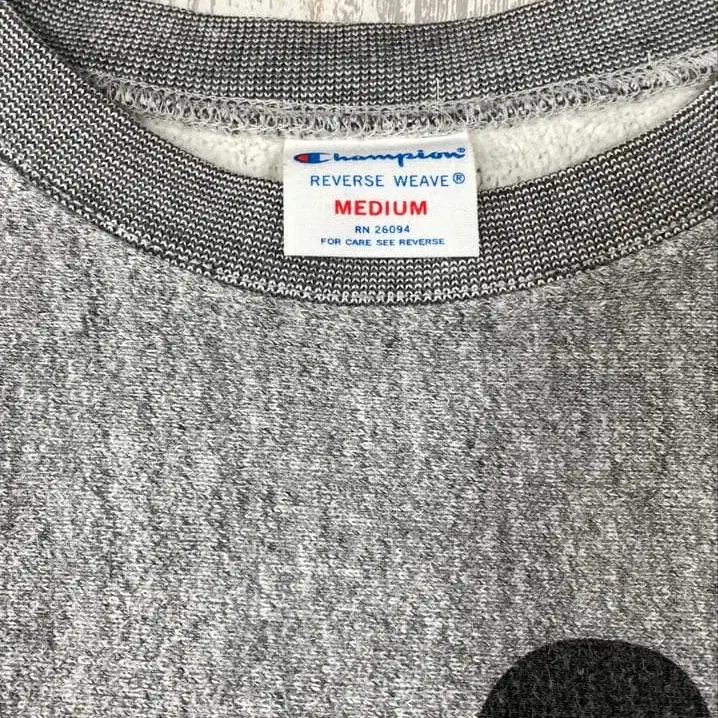 Champion®
REVERSE WEAVE®
MEDIUM
RN 26094
FOR CARE SEE REVERSE